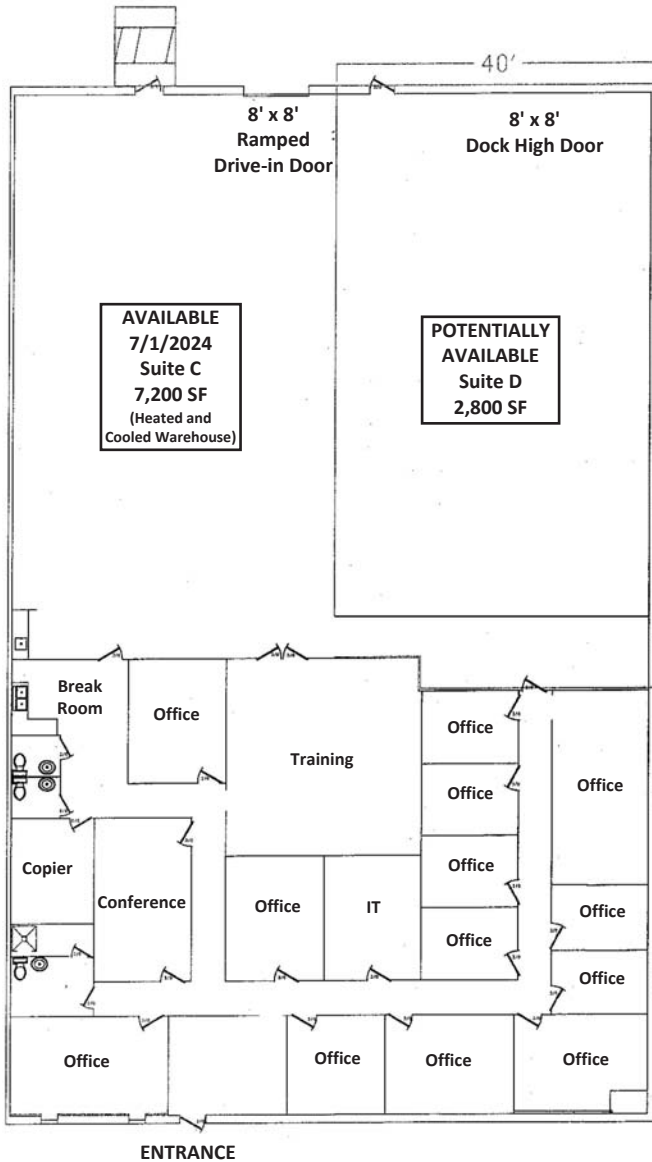 40'
8' x 8'
Ramped
Drive-in Door
8' x 8'
Dock High Door
AVAILABLE
7/1/2024
Suite C
7,200 SF
(Heated and
Cooled Warehouse)
POTENTIALLY
AVAILABLE
Suite D
2,800 SF
Break
Room
Office
Training
Office
Office
Office
Office
Office
Copier
Conference
Office
IT
Office
Office
Office
Office
Office
Office
ENTRANCE